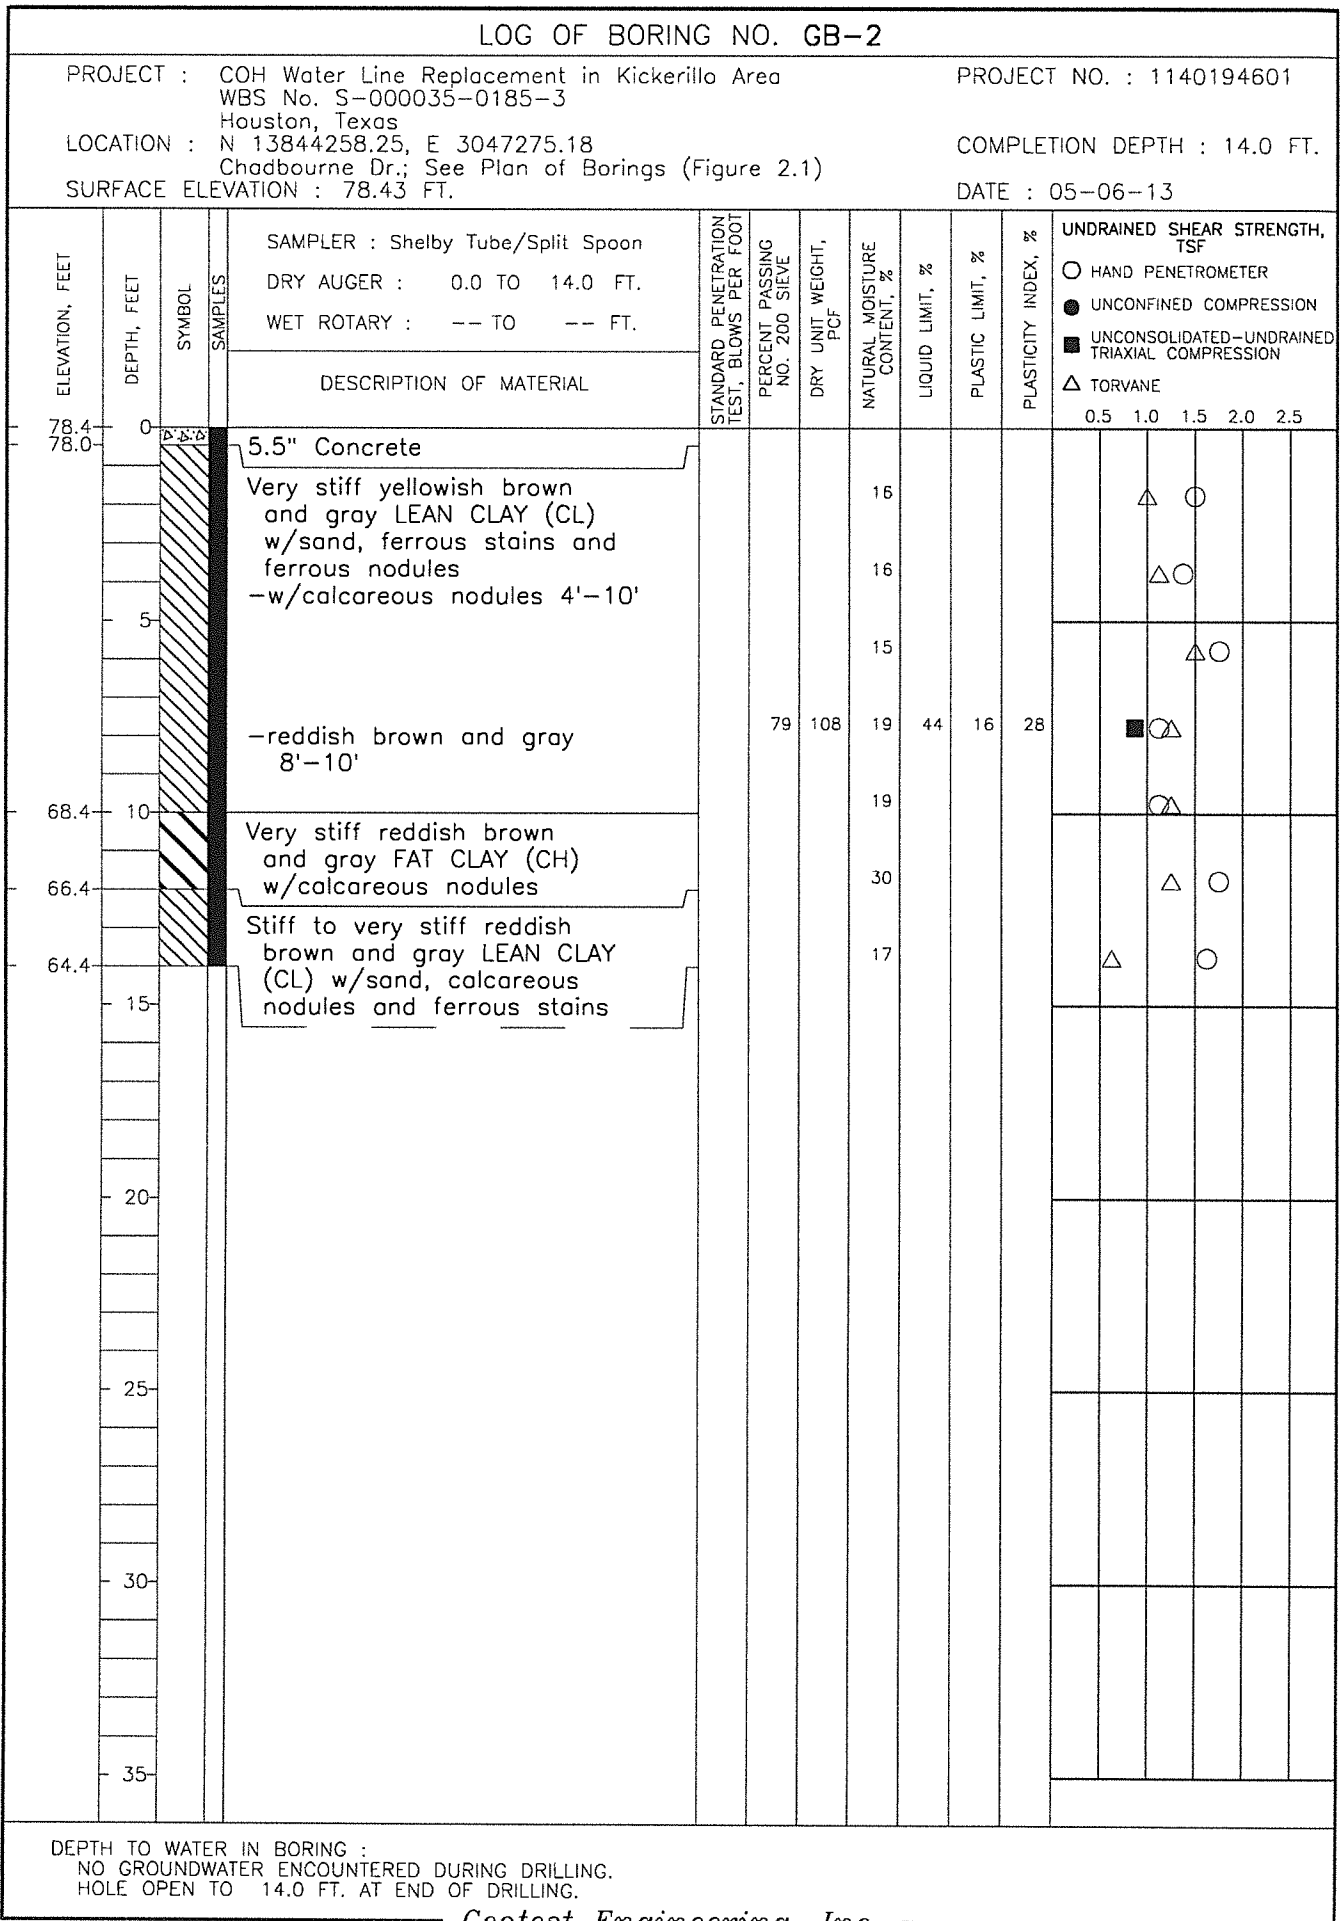 LOG OF BORING NO. GB-2
PROJECT : COH Water Line Replacement in Kickerillo Area PROJECT NO. : 1140194601
WBS No. S-000035-0185-3
Houston, Texas
LOCATION : N 13844258.25, E 3047275.18 COMPLETION DEPTH : 14.0 FT.
Chadbourne Dr.; See Plan of Borings (Figure 2.1)
SURFACE ELEVATION : 78.43 FT. DATE : 05-06-13
ELEVATION, FEET
DEPTH, FEET
SYMBOL
SAMPLES
SAMPLER : Shelby Tube/Split Spoon
DRY AUGER : 0.0 TO 14.0 FT.
WET ROTARY : -- TO -- FT.
DESCRIPTION OF MATERIAL
STANDARD PENETRATION
TEST, BLOWS PER FOOT
PERCENT PASSING
NO. 200 SIEVE
DRY UNIT WEIGHT,
PCF
NATURAL MOISTURE
CONTENT, %
LIQUID LIMIT, %
PLASTIC LIMIT, %
PLASTICITY INDEX, %
UNDRAINED SHEAR STRENGTH,
TSF
HAND PENETROMETER
UNCONFINED COMPRESSION
UNCONSOLIDATED-UNDRAINED
TRIAXIAL COMPRESSION
TORVANE
0.5 1.0 1.5 2.0 2.5
78.4 0
78.0
5.5" Concrete
Very stiff yellowish brown
16
and gray LEAN CLAY (CL)
w/sand, ferrous stains and
ferrous nodules
16
-w/calcareous nodules 4'-10'
5
15
79 108 19 44 16 28
-reddish brown and gray
8'-10'
19
68.4 10
Very stiff reddish brown
and gray FAT CLAY (CH)
30
w/calcareous nodules
66.4
Stiff to very stiff reddish
brown and gray LEAN CLAY
17
64.4
(CL) w/sand, calcareous
nodules and ferrous stains
15
20
25
30
35
DEPTH TO WATER IN BORING :
NO GROUNDWATER ENCOUNTERED DURING DRILLING.
HOLE OPEN TO 14.0 FT. AT END OF DRILLING.
Geotest Engineering, Inc.